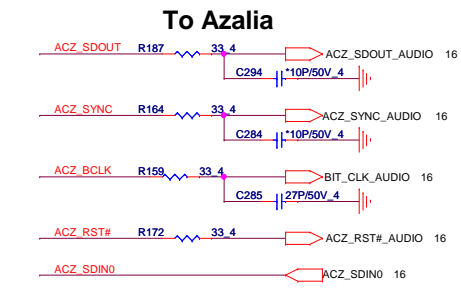 To Azalia
ACZ_SDOUT R187 33_4 ACZ_SDOUT_AUDIO 16
C294 *10P/50V_4
ACZ_SYNC R164 33_4 ACZ_SYNC_AUDIO 16
C284 *10P/50V_4
ACZ_BCLK R159 33_4 BIT_CLK_AUDIO 16
C285 27P/50V_4
ACZ_RST# R172 33_4 ACZ_RST#_AUDIO 16
ACZ_SDIN0 ACZ_SDIN0 16